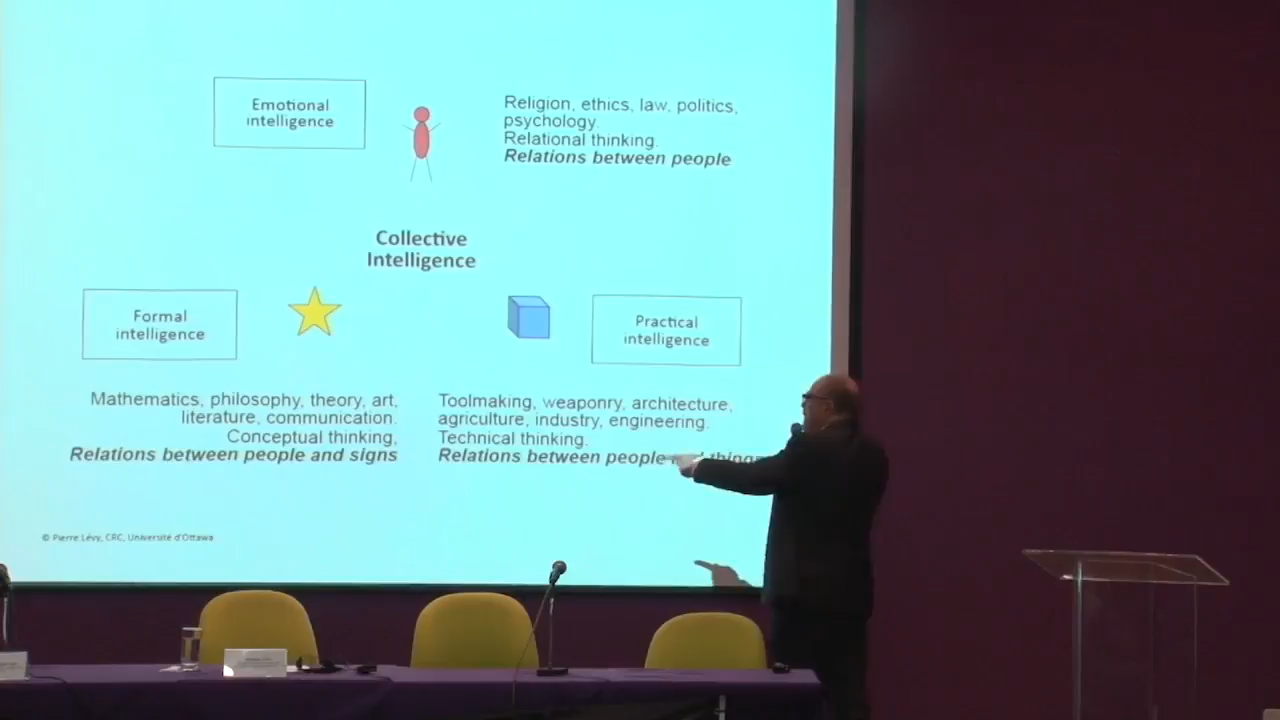 Emotional
intelligence
Religion, ethics, law, politics,
psychology.
Relational thinking.
Relations between people
Collective
Intelligence
Formal
intelligence
Practical
intelligence
Mathematics, philosophy, theory, art,
literature, communication.
Conceptual thinking,
Relations between people and signs
Toolmaking, weaponry, architecture,
agriculture, industry, engineering.
Technical thinking.
Relations between people
© Pierre Lévy, CRC, Université d'Ottawa